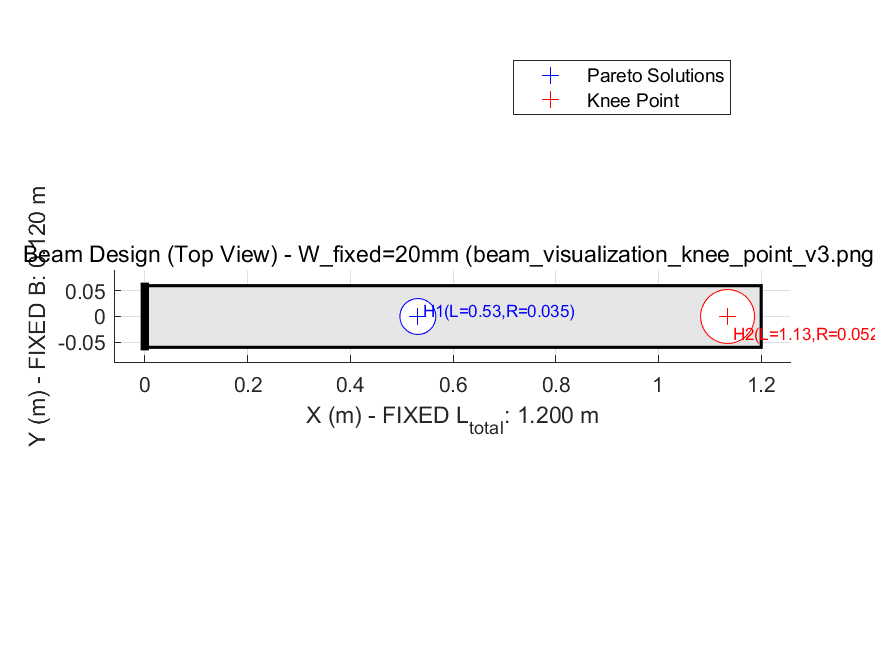 Pareto Solutions
Knee Point
Beam Design (Top View) - W_fixed=20mm (beam_visualization_knee_point_v3.png
Y (m) - FIXED B: 0.120 m
0.05
0
-0.05
H1(L=0.53,R=0.035)
H2(L=1.13,R=0.052
0 0.2 0.4 0.6 0.8 1 1.2
X (m) - FIXED Ltotal: 1.200 m